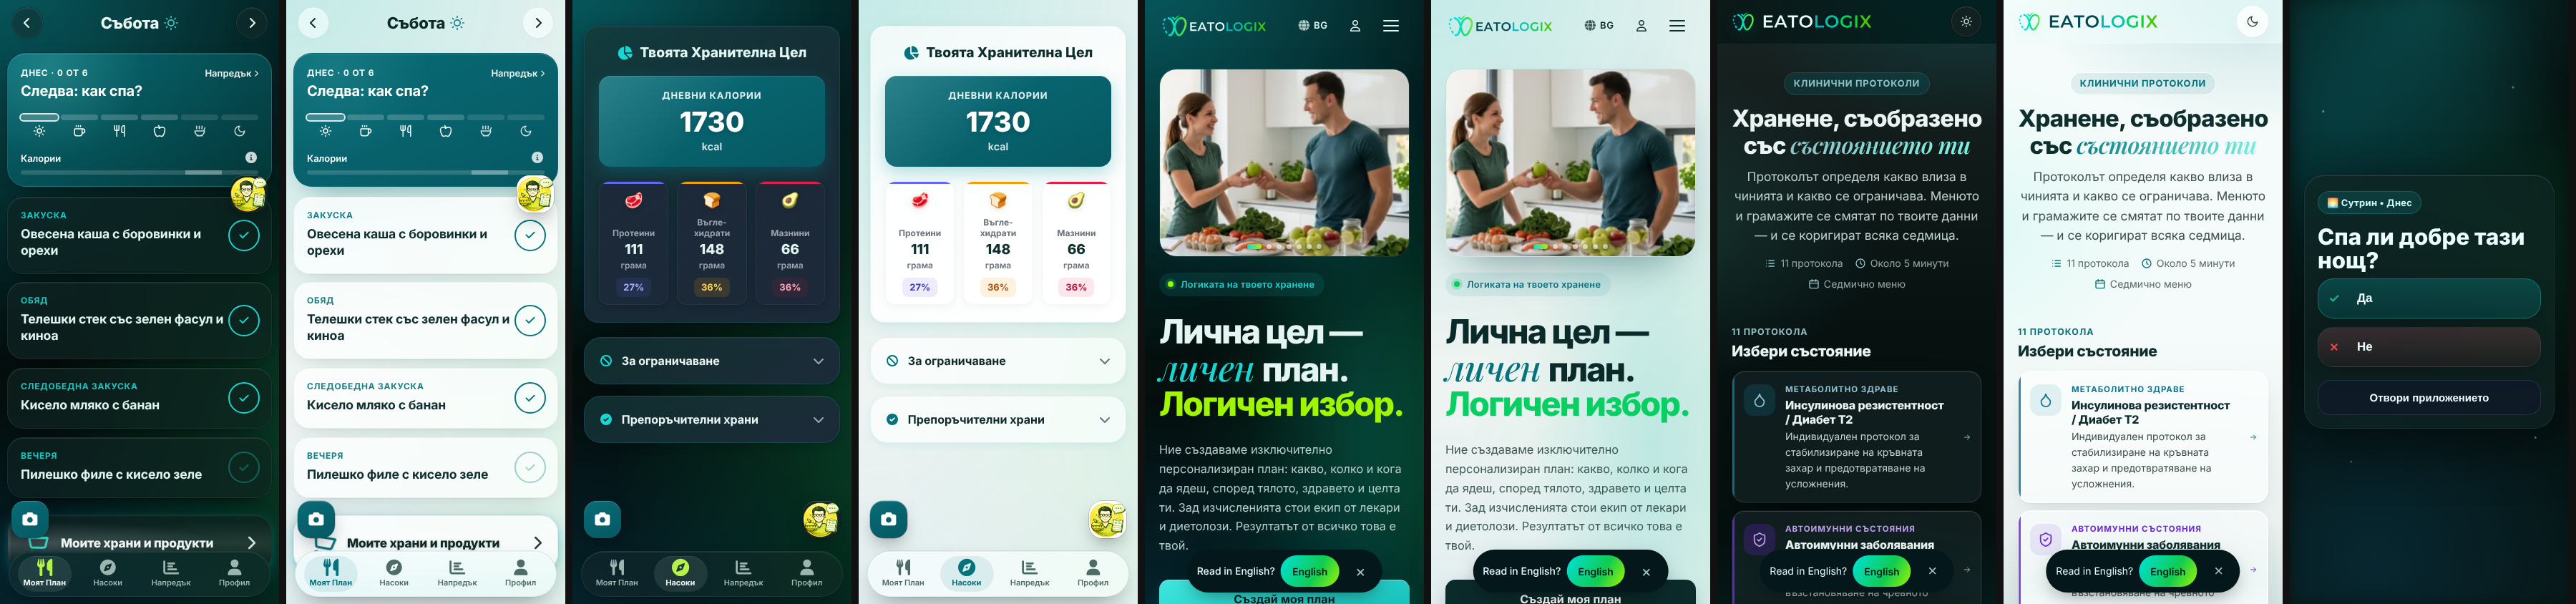 Събота
ДНЕС · 0 ОТ 6
Напредък
Следва: как спа?
Калории
ЗАКУСКА
Овесена каша с боровинки и
орехи
ОБЯД
Телешки стек със зелен фасул и
киноа
СЛЕДОБЕДНА ЗАКУСКА
Кисело мляко с банан
ВЕЧЕРЯ
Пилешко филе с кисело зеле
Моите храни и продукти
Моят План
Насоки
Напредък
Профил
Събота
ДНЕС · 0 ОТ 6
Напредък
Следва: как спа?
Калории
ЗАКУСКА
Овесена каша с боровинки и
орехи
ОБЯД
Телешки стек със зелен фасул и
киноа
СЛЕДОБЕДНА ЗАКУСКА
Кисело мляко с банан
ВЕЧЕРЯ
Пилешко филе с кисело зеле
Моите храни и продукти
Моят План
Насоки
Напредък
Профил
Твоята Хранителна Цел
ДНЕВНИ КАЛОРИИ
1730
kcal
Протеини
111
грама
27%
Въгле-
хидрати
148
грама
36%
Мазнини
66
грама
36%
За ограничаване
Препоръчителни храни
Моят План
Насоки
Напредък
Профил
Твоята Хранителна Цел
ДНЕВНИ КАЛОРИИ
1730
kcal
Протеини
111
грама
27%
Въгле-
хидрати
148
грама
36%
Мазнини
66
грама
36%
За ограничаване
Препоръчителни храни
Моят План
Насоки
Напредък
Профил
EATOLOGIX
BG
Логиката на твоето хранене
Лична цел —
личен план.
Логичен избор.
Ние създаваме изключително
персонализиран план: какво, колко и кога
да ядеш, според тялото, здравето и целта
ти. Зад изчисленията стои екип от лекари
и диетолози. Резултатът от всичко това е
твой.
Read in English?
English
Създай моя план
EATOLOGIX
BG
Логиката на твоето хранене
Лична цел —
личен план.
Логичен избор.
Ние създаваме изключително
персонализиран план: какво, колко и кога
да ядеш, според тялото, здравето и целта
ти. Зад изчисленията стои екип от лекари
и диетолози. Резултатът от всичко това е
твой.
Read in English?
English
Създай моя план
EATOLOGIX
КЛИНИЧНИ ПРОТОКОЛИ
Хранене, съобразено
със състоянието ти
Протоколът определя какво влиза в
чинията и какво се ограничава. Менюто
и грамажите се смятат по твоите данни
— и се коригират всяка седмица.
11 протокола
Около 5 минути
Седмично меню
11 ПРОТОКОЛА
Избери състояние
МЕТАБОЛИТНО ЗДРАВЕ
Инсулинова резистентност
/ Диабет Т2
Индивидуален протокол за
стабилизиране на кръвната
захар и предотвратяване на
усложнения.
АВТОИМУННИ СЪСТОЯНИЯ
Автоимунни заболявания
Read in English?
English
възстановяване на чревното
EATOLOGIX
КЛИНИЧНИ ПРОТОКОЛИ
Хранене, съобразено
със състоянието ти
Протоколът определя какво влиза в
чинията и какво се ограничава. Менюто
и грамажите се смятат по твоите данни
— и се коригират всяка седмица.
11 протокола
Около 5 минути
Седмично меню
11 ПРОТОКОЛА
Избери състояние
МЕТАБОЛИТНО ЗДРАВЕ
Инсулинова резистентност
/ Диабет Т2
Индивидуален протокол за
стабилизиране на кръвната
захар и предотвратяване на
усложнения.
АВТОИМУННИ СЪСТОЯНИЯ
Автоимунни заболявания
Read in English?
English
възстановяване на чревното
Сутрин • Днес
Спа ли добре тази
нощ?
Да
Не
Отвори приложението